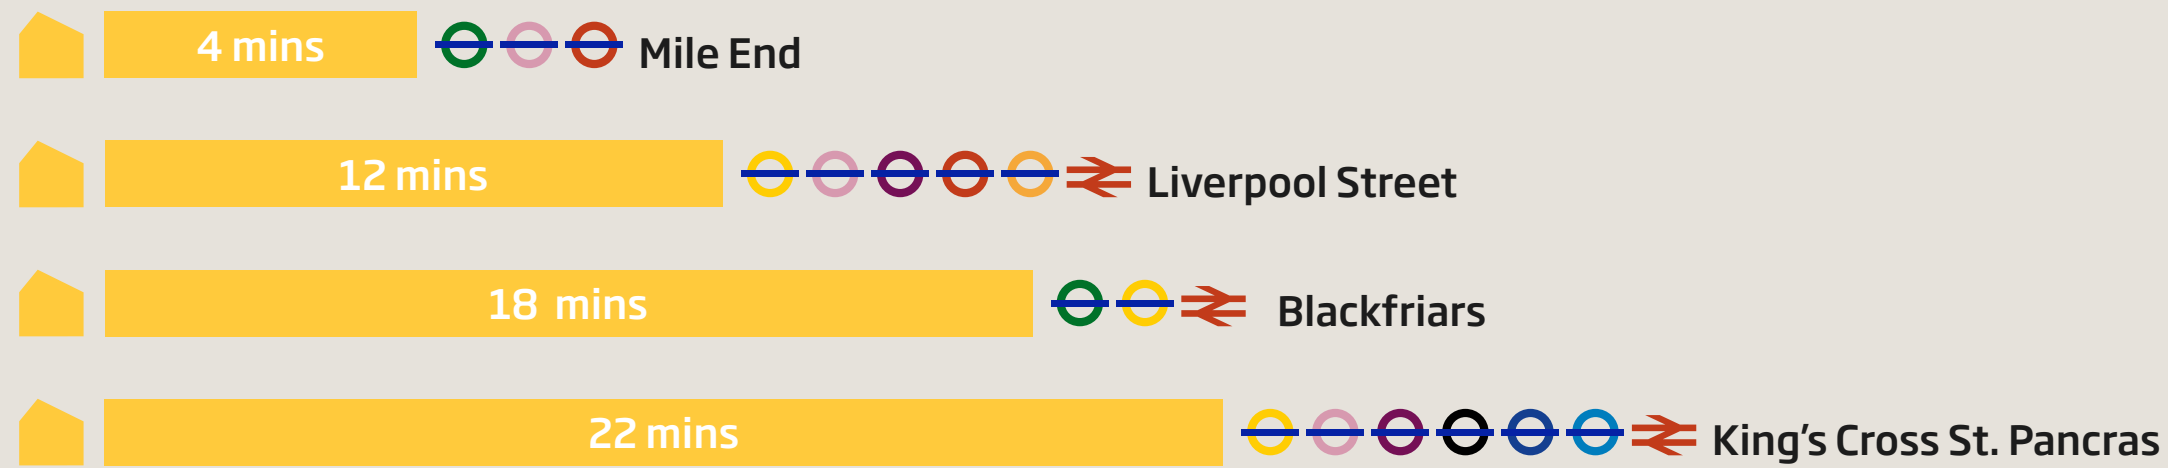 4 mins Mile End
12 mins Liverpool Street
18 mins Blackfriars
22 mins King’s Cross St. Pancras